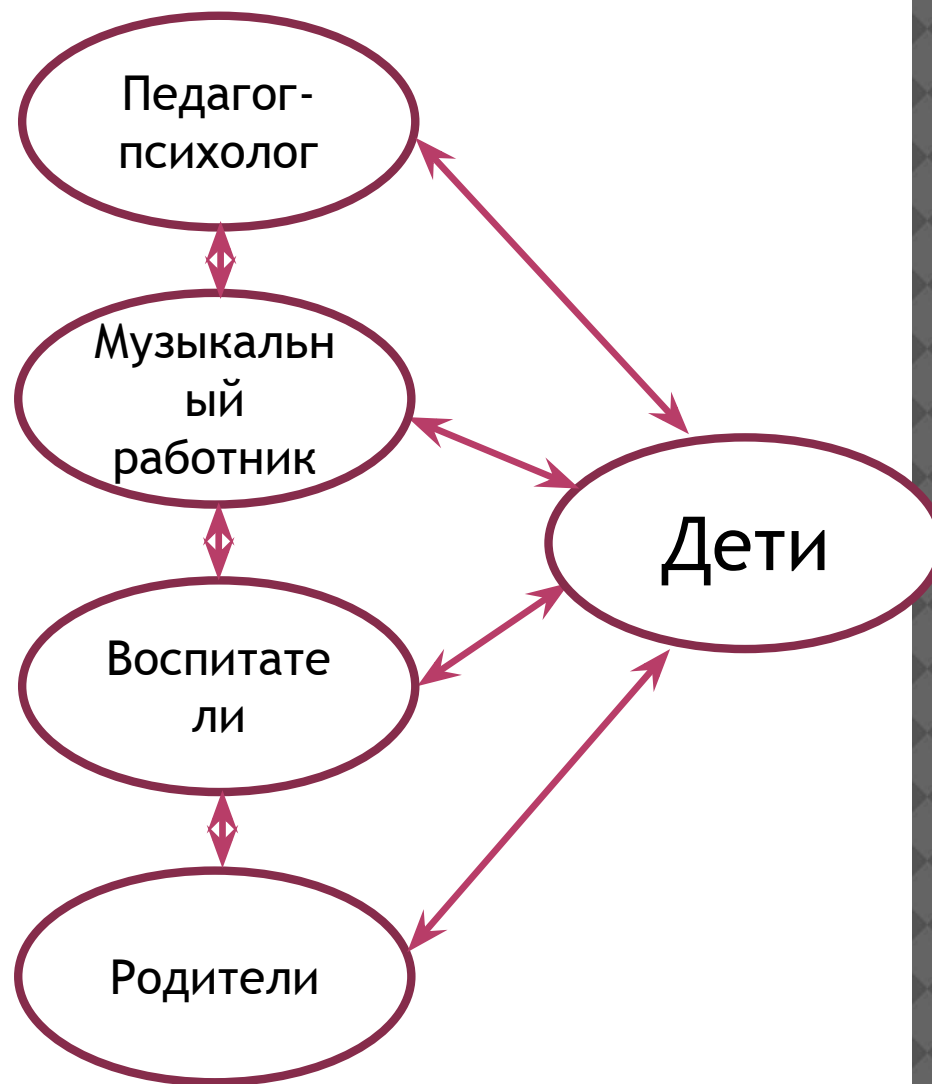 Педагог-
психолог
Музыкальн
ый
работник
Дети
Воспитате
ли
Родители